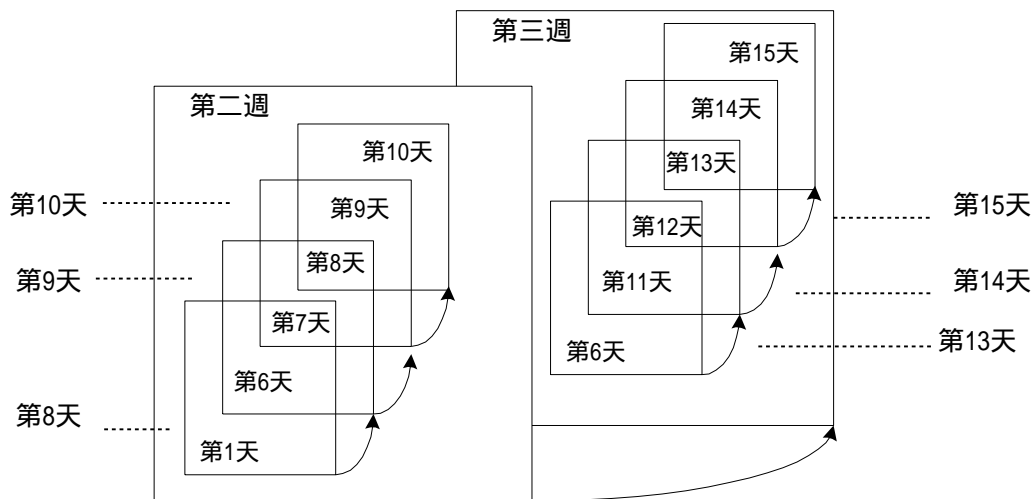 第三週
第15天
第14天
第13天
第12天
第11天
第6天
第15天
第14天
第13天
第二週
第10天
第9天
第8天
第7天
第6天
第1天
第10天
第9天
第8天